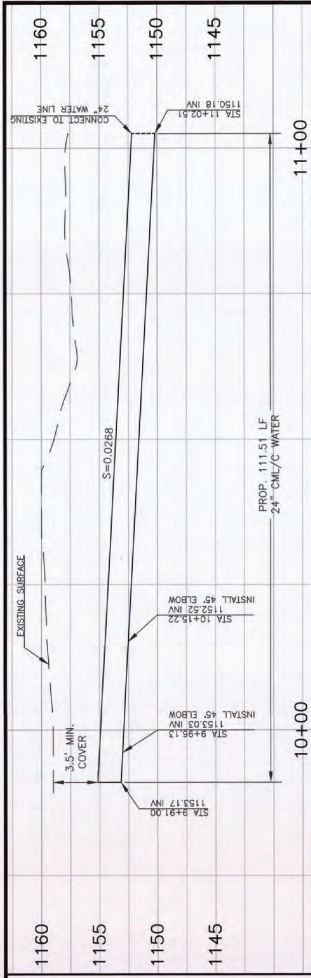 1160
1155
1150
1145
1160
1155
1150
1145
EXISTING SURFACE
3.5' MIN.
COVER
S=0.0268
CONNECT TO EXISTING
24" WATER LINE
STA 9+91.00
1153.17 INV
STA 9+96.13
1153.03 INV
INSTALL 45° ELBOW
STA 10+15.22
1152.52 INV
INSTALL 45° ELBOW
STA 11+02.51
1150.18 INV
PROP. 111.51 LF
24" CML/C WATER
10+00
11+00